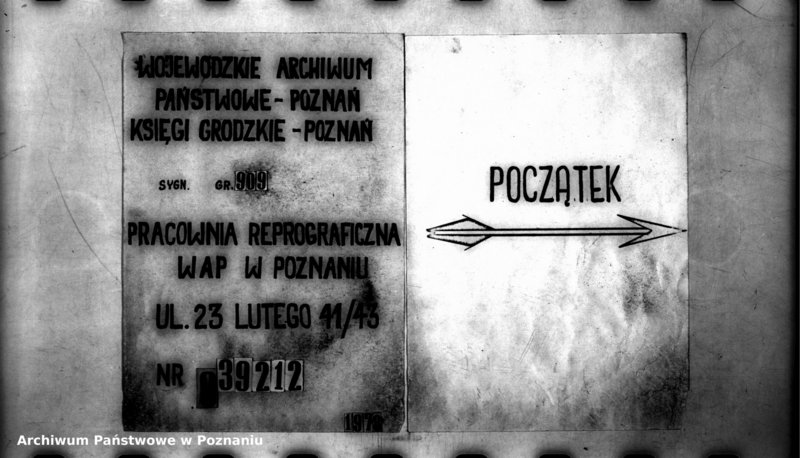 WOJEWÓDZKIE ARCHIWUM
PAŃSTWOWE - POZNAŃ
KSIĘGI GRODZKIE - POZNAŃ
SYGN. GR. 909
PRACOWNIA REPROGRAFICZNA
WAP W POZNANIU
UL. 23 LUTEGO 41/43
NR 39212
POCZĄTEK
Archiwum Państwowe w Poznaniu